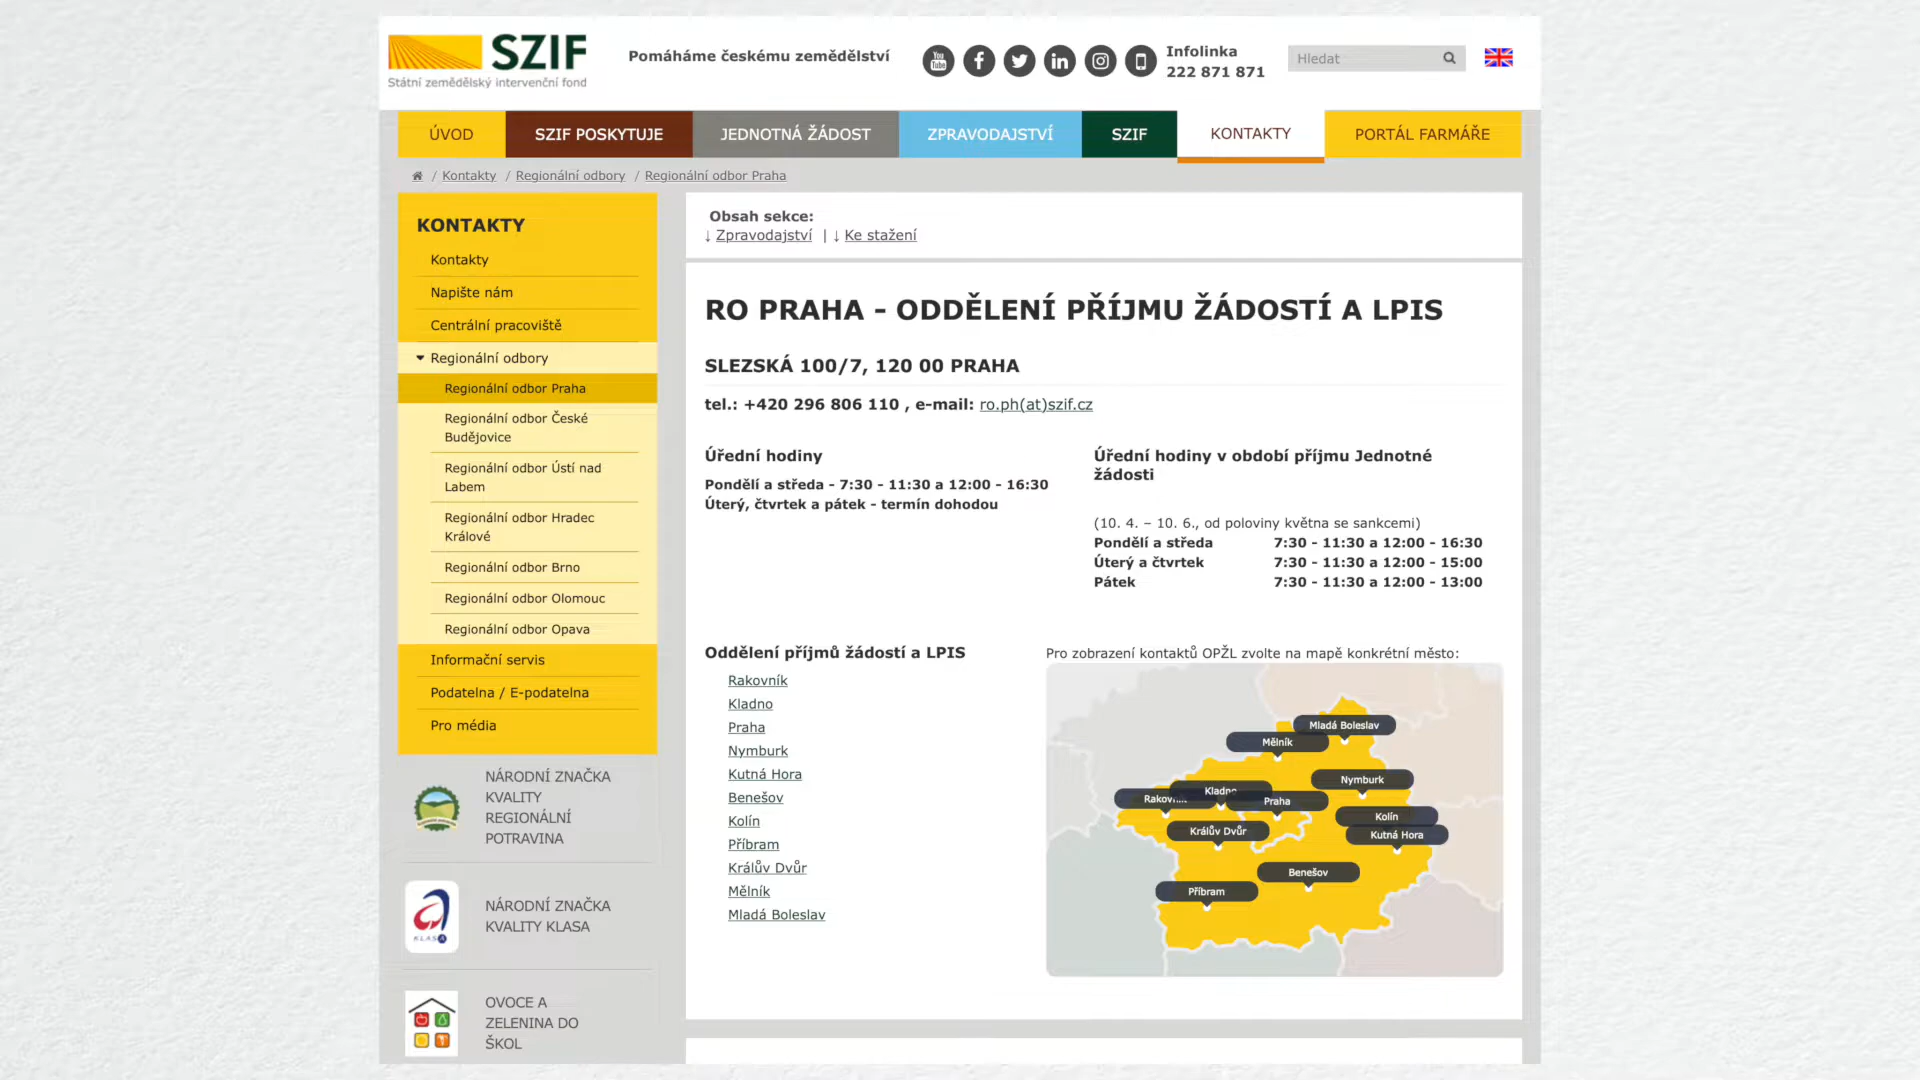 SZIF
Státní zemědělský intervenční fond
Pomáháme českému zemědělství
You Tube
Infolinka
222 871 871
Hledat
ÚVOD
SZIF POSKYTUJE
JEDNOTNÁ ŽÁDOST
ZPRAVODAJSTVÍ
SZIF
KONTAKTY
PORTÁL FARMÁŘE
/ Kontakty / Regionální odbory / Regionální odbor Praha
KONTAKTY
Kontakty
Napište nám
Centrální pracoviště
Regionální odbory
Regionální odbor Praha
Regionální odbor České
Budějovice
Regionální odbor Ústí nad
Labem
Regionální odbor Hradec
Králové
Regionální odbor Brno
Regionální odbor Olomouc
Regionální odbor Opava
Informační servis
Podatelna / E-podatelna
Pro média
NÁRODNÍ ZNAČKA
KVALITY
REGIONÁLNÍ
POTRAVINA
KLASA
NÁRODNÍ ZNAČKA
KVALITY KLASA
OVOCE A
ZELENINA DO
ŠKOL
Obsah sekce:
↓ Zpravodajství | ↓ Ke stažení
RO PRAHA - ODDĚLENÍ PŘÍJMU ŽÁDOSTÍ A LPIS
SLEZSKÁ 100/7, 120 00 PRAHA
tel.: +420 296 806 110 , e-mail: ro.ph(at)szif.cz
Úřední hodiny
Pondělí a středa - 7:30 - 11:30 a 12:00 - 16:30
Úterý, čtvrtek a pátek - termín dohodou
Úřední hodiny v období příjmu Jednotné
žádosti
(10. 4. – 10. 6., od poloviny května se sankcemi)
Pondělí a středa 7:30 - 11:30 a 12:00 - 16:30
Úterý a čtvrtek 7:30 - 11:30 a 12:00 - 15:00
Pátek 7:30 - 11:30 a 12:00 - 13:00
Oddělení příjmů žádostí a LPIS
Rakovník
Kladno
Praha
Nymburk
Kutná Hora
Benešov
Kolín
Příbram
Králův Dvůr
Mělník
Mladá Boleslav
Pro zobrazení kontaktů OPŽL zvolte na mapě konkrétní město:
Mladá Boleslav
Mělník
Nymburk
Kladno
Rakovník
Praha
Kolín
Králův Dvůr
Kutná Hora
Benešov
Příbram